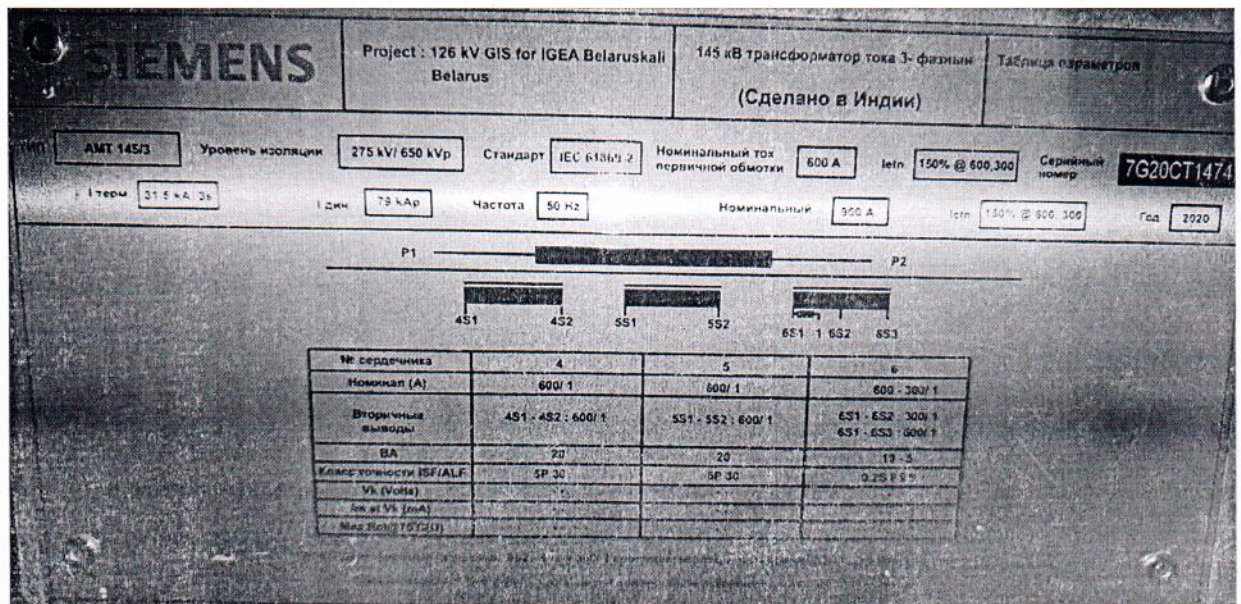 SIEMENS
Project : 126 kV GIS for IGEA Belaruskali
Belarus
145 кВ трансформатор тока 3- фазный
(Сделано в Индии)
Таблица параметров
ТИП AMT 145/3 Уровень изоляции 275 kV/ 650 kVp Стандарт IEC 61869-2 Номинальный ток первичной обмотки 600 A Ietn 150% @ 600,300 Серийный номер 7G20CT1474
I терм 31.5 kA, 3s I дин 79 kAp Частота 50 Hz Номинальный 900 A Ietn 150% @ 600, 300 Год 2020
P1 P2
4S1 4S2 5S1 5S2 6S1 6S2 6S3
№ сердечника 4 5 6
Номинал (A) 600/ 1 600/ 1 600 - 300/ 1
Вторичные выводы 4S1 - 4S2 : 600/ 1 5S1 - 5S2 : 600/ 1 6S1 - 6S2 : 300/ 1
6S1 - 6S3 : 600/ 1
ВА 20 20
Класс точности ISF/ALF 5P 30 5P 30
Vk (Volts) - -